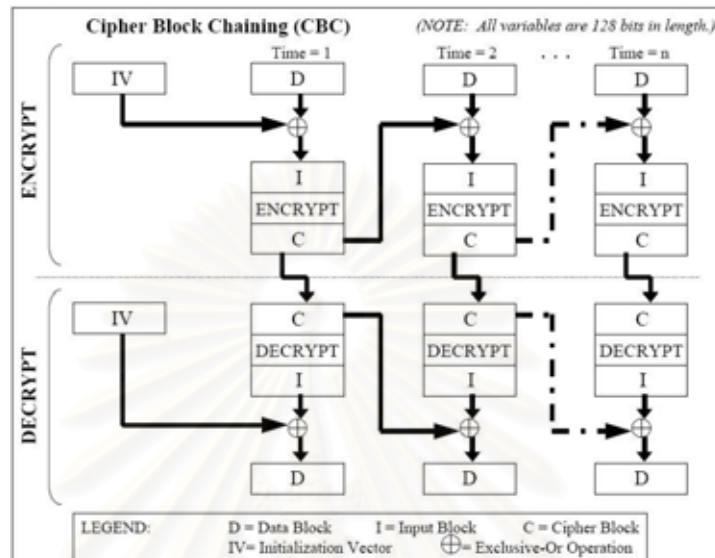 Cipher Block Chaining (CBC) (NOTE: All variables are 128 bits in length.)
Time = 1 Time = 2 . . . Time = n
IV D D D
ENCRYPT
I I I
ENCRYPT ENCRYPT ENCRYPT
C C C
IV C C C
DECRYPT DECRYPT DECRYPT
I I I
DECRYPT
D D D
LEGEND: D = Data Block I = Input Block C = Cipher Block
IV= Initialization Vector ⊕= Exclusive-Or Operation